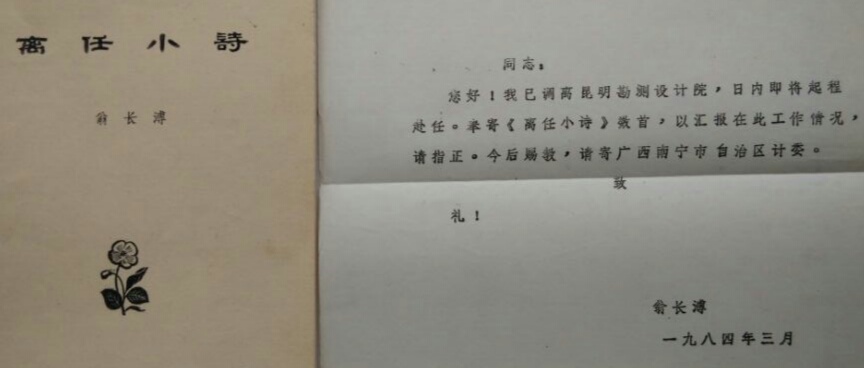 离任小詩
翁长溥
同志：
您好！我已调离昆明勘测设计院，日内即将起程
赴任。奉寄《离任小诗》数首，以汇报在此工作情况，
请指正。今后赐教，请寄广西南宁市自治区计委。
致
礼！
翁长溥
一九八四年三月